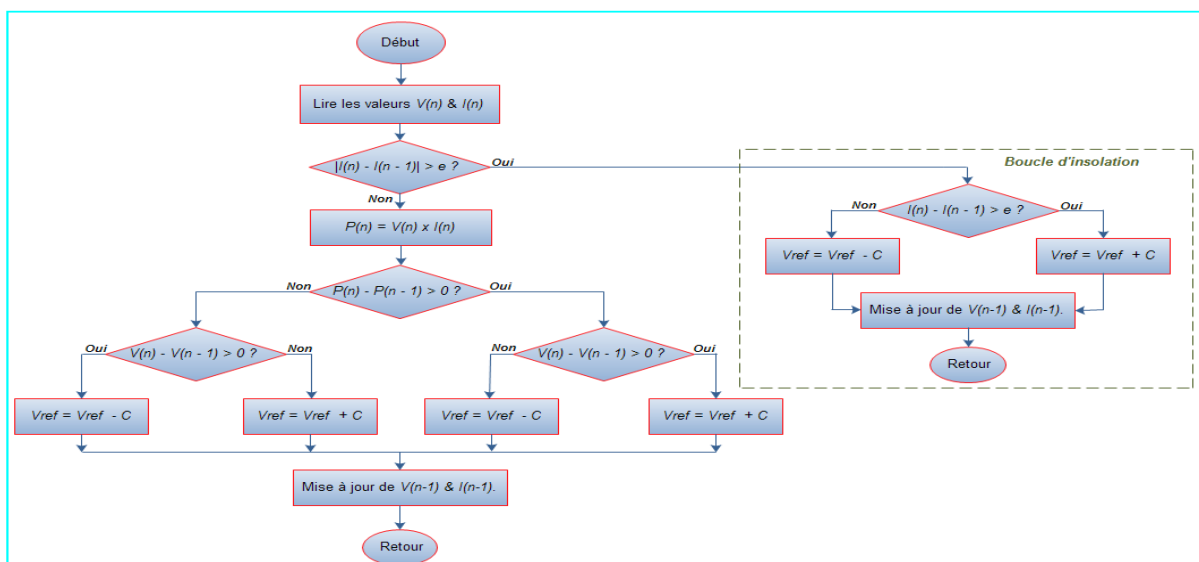 Début
Lire les valeurs V(n) & I(n)
|I(n) - I(n - 1)| > e ?
Oui
Non
P(n) = V(n) x I(n)
P(n) - P(n - 1) > 0 ?
Non
Oui
V(n) - V(n - 1) > 0 ?
Oui
Non
V(n) - V(n - 1) > 0 ?
Non
Oui
Vref = Vref - C
Vref = Vref + C
Vref = Vref - C
Vref = Vref + C
Mise à jour de V(n-1) & I(n-1).
Retour
Boucle d'insolation
I(n) - I(n - 1) > e ?
Non
Oui
Vref = Vref - C
Vref = Vref + C
Mise à jour de V(n-1) & I(n-1).
Retour